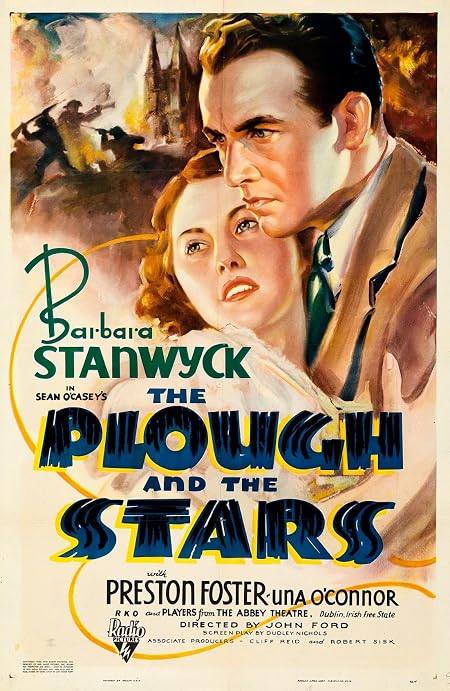 Barbara
STANWYCK
IN
SEAN O'CASEY'S
THE
PLOUGH
AND THE
STARS
with
PRESTON FOSTER · UNA O'CONNOR
RKO and PLAYERS from THE ABBEY THEATRE, Dublin, Irish Free State
RKO
Radio
PICTURES
DIRECTED BY JOHN FORD
SCREEN PLAY BY DUDLEY NICHOLS
ASSOCIATE PRODUCERS - CLIFF REID and ROBERT SISK